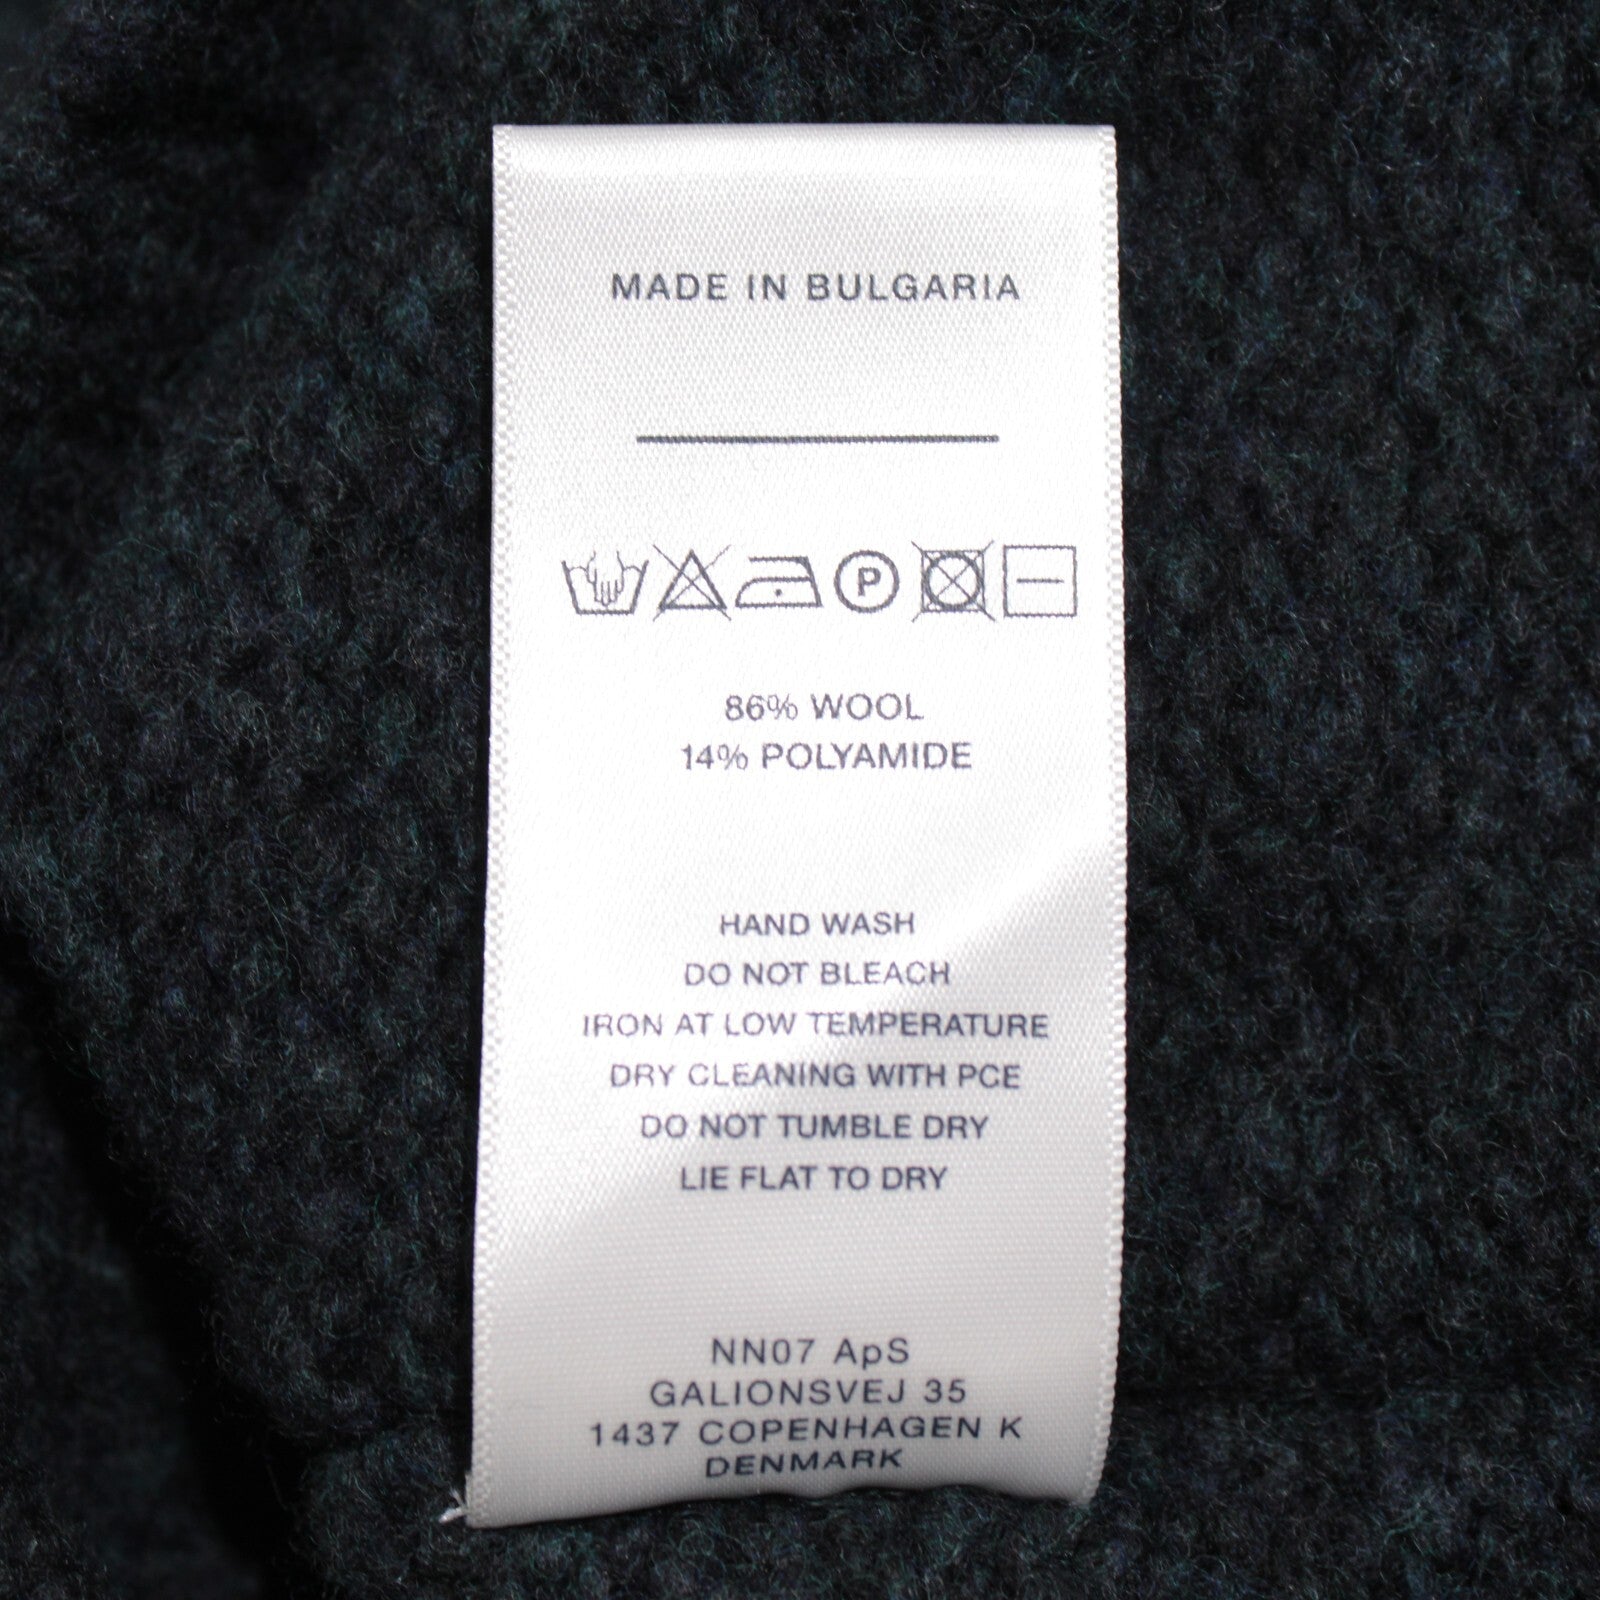 MADE IN BULGARIA
P
86% WOOL
14% POLYAMIDE
HAND WASH
DO NOT BLEACH
IRON AT LOW TEMPERATURE
DRY CLEANING WITH PCE
DO NOT TUMBLE DRY
LIE FLAT TO DRY
NN07 ApS
GALIONSVEJ 35
1437 COPENHAGEN K
DENMARK